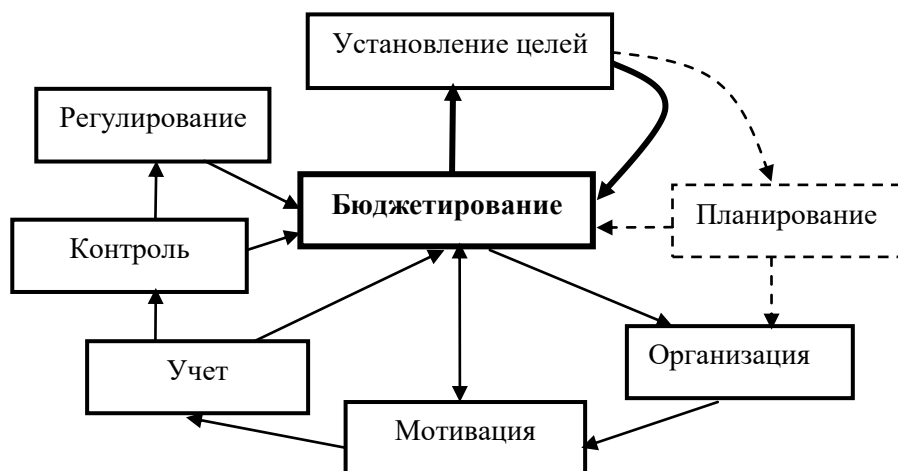 Установление целей
Регулирование
Бюджетирование
Планирование
Контроль
Учет
Организация
Мотивация